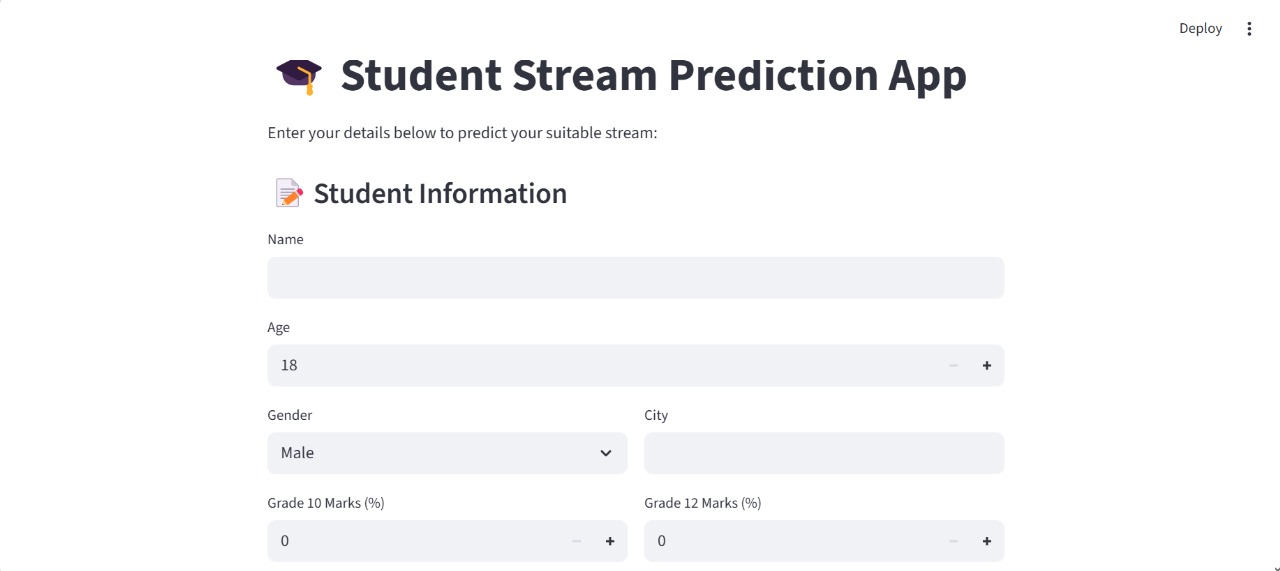 Deploy
Student Stream Prediction App
Enter your details below to predict your suitable stream:
Student Information
Name
Age
18
Gender City
Male
Grade 10 Marks (%) Grade 12 Marks (%)
0 0